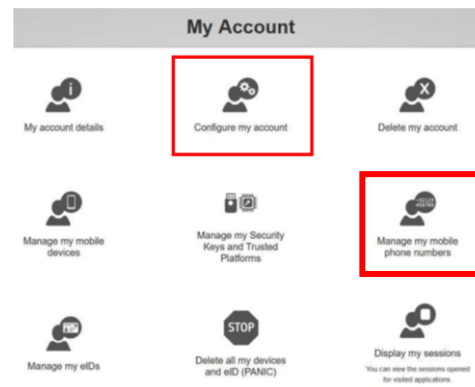 My Account
My account details
Configure my account
Delete my account
Manage my mobile
devices
Manage my Security
Keys and Trusted
Platforms
Manage my mobile
phone numbers
Manage my eIDs
STOP
Delete all my devices
and eID (PANIC)
Display my sessions
You can view the sessions opened
for visited applications.